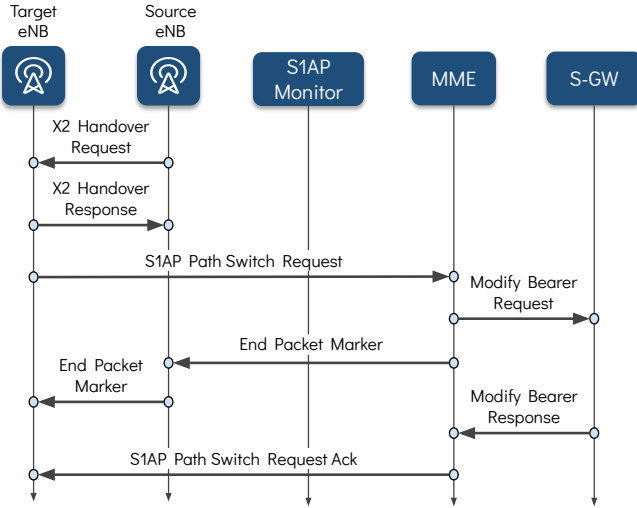 Target
eNB
Source
eNB
S1AP
Monitor
MME
S-GW
X2 Handover
Request
X2 Handover
Response
S1AP Path Switch Request
Modify Bearer
Request
End Packet Marker
End Packet
Marker
Modify Bearer
Response
S1AP Path Switch Request Ack